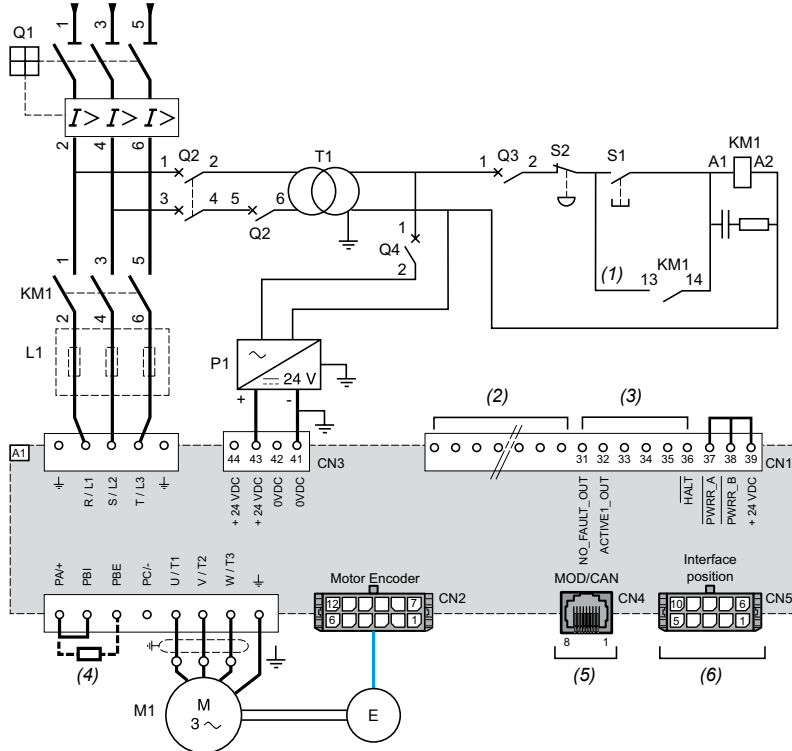 1 3 5
Q1
I> I> I>
2 4 6
1 Q2 2
T1
1 Q3 2
S2
S1
KM1
A1 A2
3 4 5 6
Q2
1
Q4
2
(1)
13 KM1 14
1 3 5
KM1
2 4 6
L1
P1
24 V
+ -
(2)
(3)
A1
44 43 42 41
CN3
31 32 33 34 35 36 37 38 39
CN1
R / L1
S / L2
T / L3
+ 24 VDC
+ 24 VDC
0VDC
0VDC
NO_FAULT_OUT
ACTIVE1_OUT
HALT
PWRR_A
PWRR_B
+ 24 VDC
PA/+
PBI
PBE
PC/-
U / T1
V / T2
W / T3
Motor Encoder
12 7
6 1
CN2
MOD/CAN
CN4
8 1
Interface
position
10 6
5 1
CN5
(4)
(5)
(6)
M1
M
3 ~
E